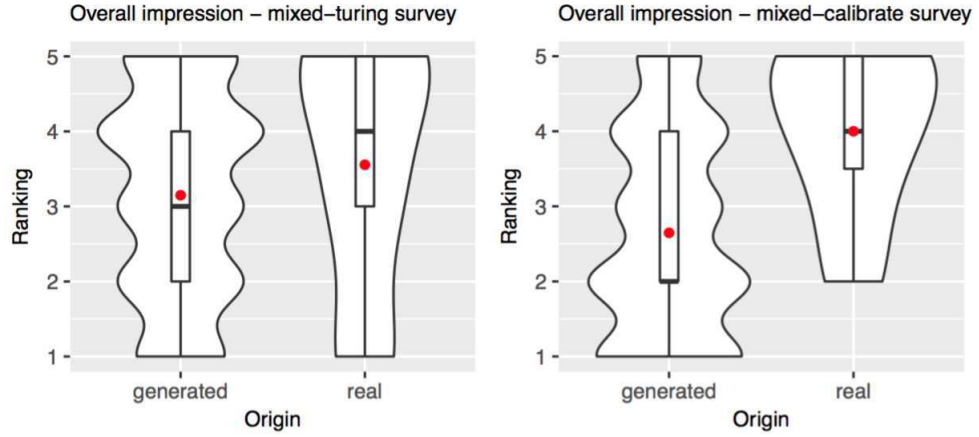 Overall impression – mixed–turing survey
Ranking
5
4
3
2
1
generated real
Origin
Overall impression – mixed–calibrate survey
Ranking
5
4
3
2
1
generated real
Origin